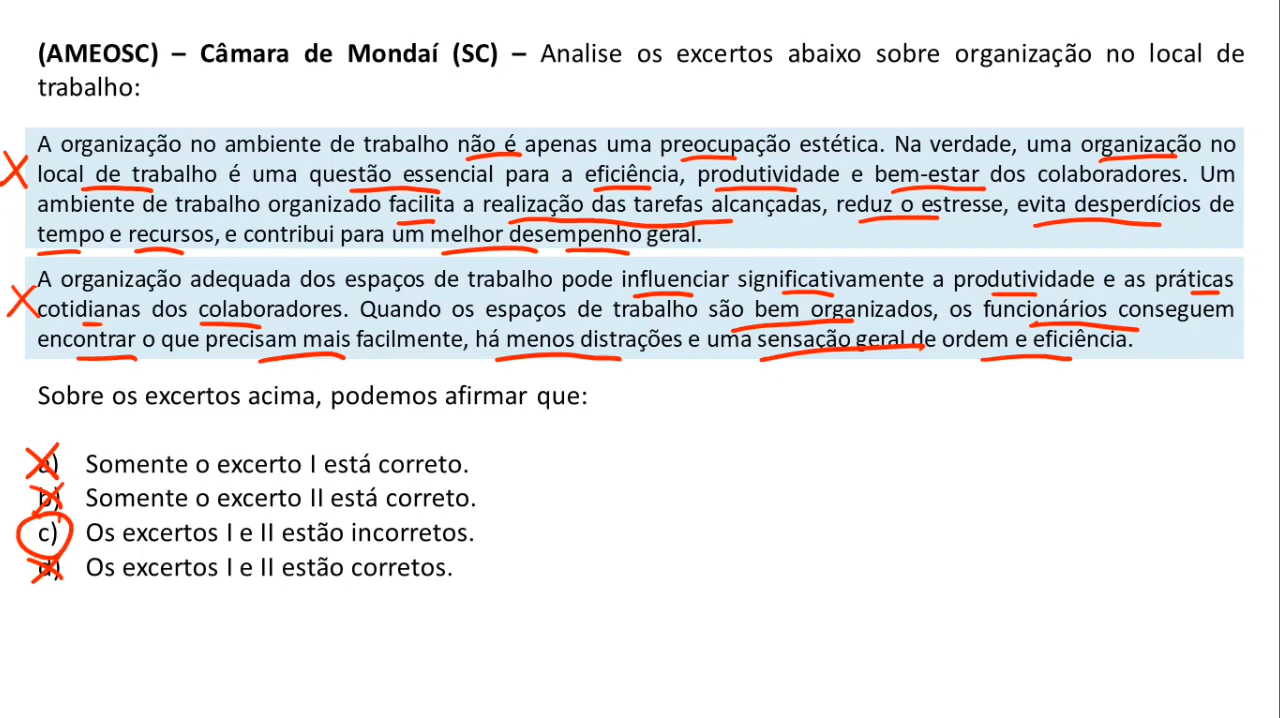 (AMEOSC) – Câmara de Mondaí (SC) – Analise os excertos abaixo sobre organização no local de
trabalho:
A organização no ambiente de trabalho não é apenas uma preocupação estética. Na verdade, uma organização no
local de trabalho é uma questão essencial para a eficiência, produtividade e bem-estar dos colaboradores. Um
ambiente de trabalho organizado facilita a realização das tarefas alcançadas, reduz o estresse, evita desperdícios de
tempo e recursos, e contribui para um melhor desempenho geral.
A organização adequada dos espaços de trabalho pode influenciar significativamente a produtividade e as práticas
cotidianas dos colaboradores. Quando os espaços de trabalho são bem organizados, os funcionários conseguem
encontrar o que precisam mais facilmente, há menos distrações e uma sensação geral de ordem e eficiência.
Sobre os excertos acima, podemos afirmar que:
a) Somente o excerto I está correto.
b) Somente o excerto II está correto.
c) Os excertos I e II estão incorretos.
d) Os excertos I e II estão corretos.